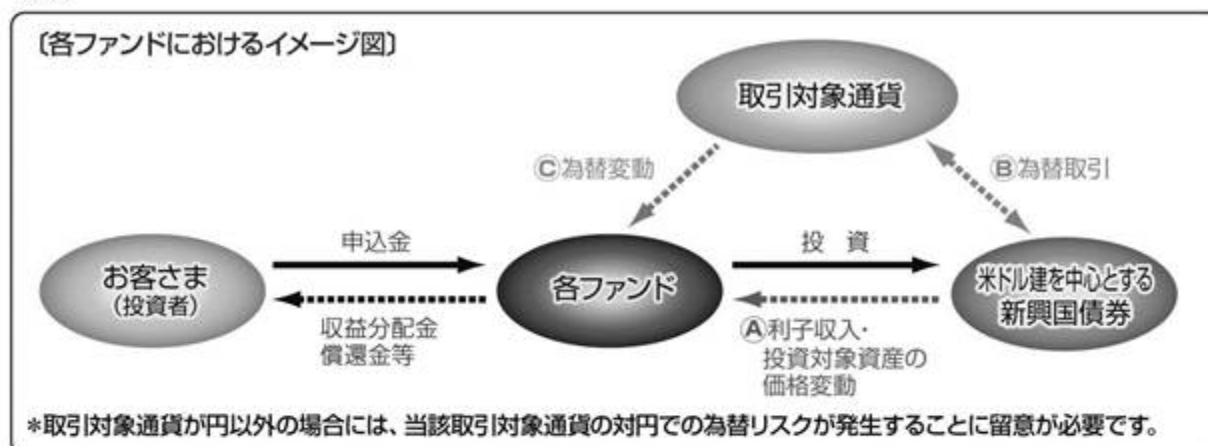 〔各ファンドにおけるイメージ図〕
取引対象通貨
Ⓒ為替変動
Ⓑ為替取引
申込金
投 資
お客さま
(投資者)
各ファンド
米ドル建を中心とする
新興国債券
収益分配金
償還金等
Ⓐ利子収入・
投資対象資産の
価格変動
*取引対象通貨が円以外の場合には、当該取引対象通貨の対円での為替リスクが発生することに留意が必要です。